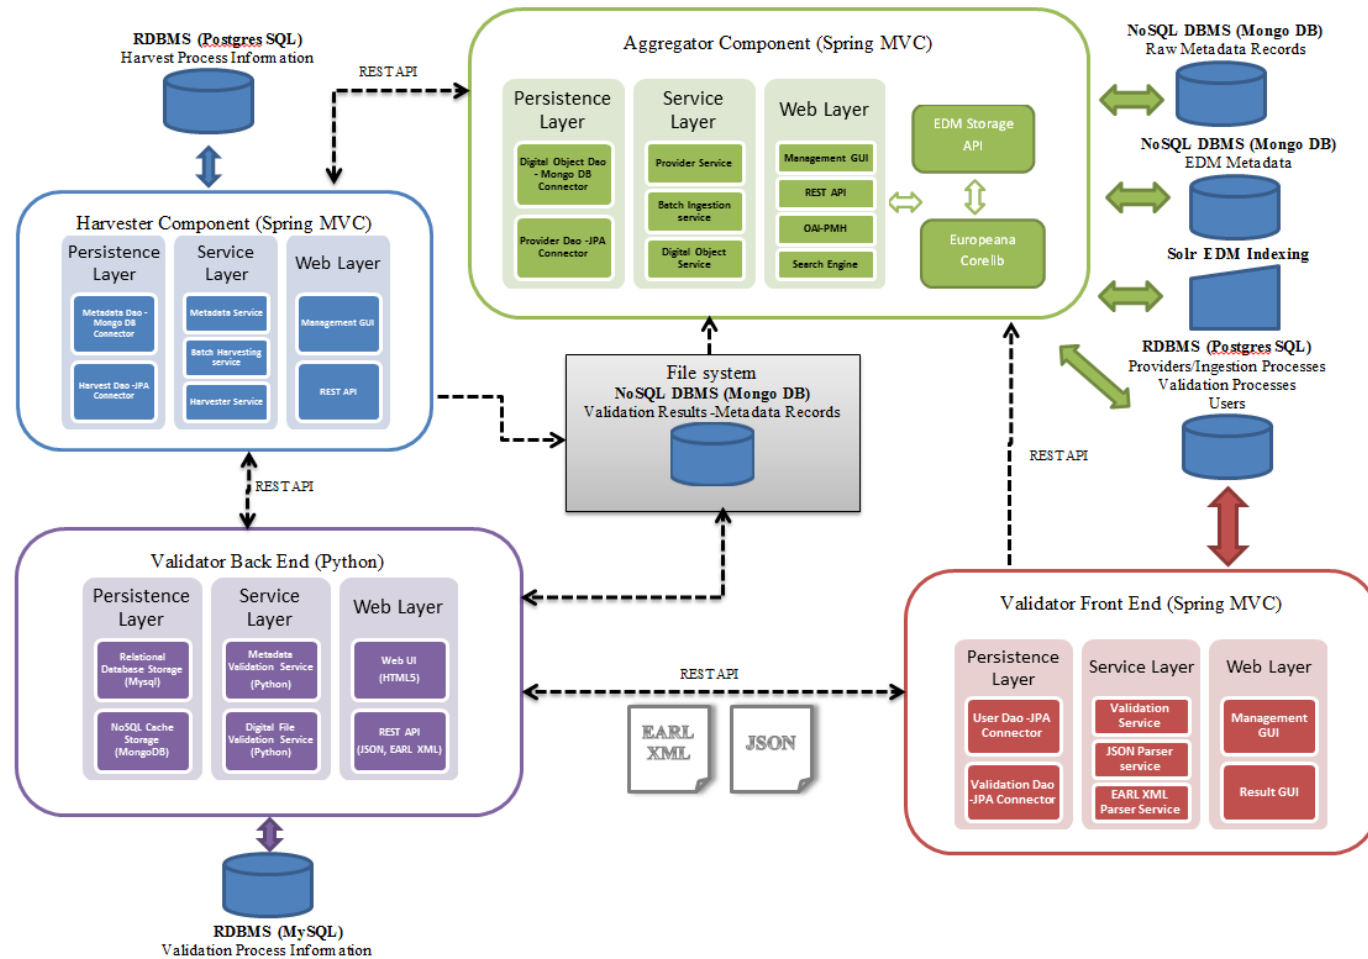 RDBMS (Postgres SQL)
Harvest Process Information
REST API
Aggregator Component (Spring MVC)
Persistence
Layer
Digital Object Dao
- Mongo DB
Connector
Provider Dao -JPA
Connector
Service
Layer
Provider Service
Batch Ingestion
service
Digital Object
Service
Web Layer
Management GUI
REST API
OAI-PMH
Search Engine
EDM Storage
API
Europeana
Corelib
NoSQL DBMS (Mongo DB)
Raw Metadata Records
NoSQL DBMS (Mongo DB)
EDM Metadata
Solr EDM Indexing
RDBMS (Postgres SQL)
Providers/Ingestion Processes
Validation Processes
Users
Harvester Component (Spring MVC)
Persistence
Layer
Metadata Dao -
Mongo DB
Connector
Harvest Dao -JPA
Connector
Service
Layer
Metadata Service
Batch Harvesting
service
Harvester Service
Web Layer
Management GUI
REST API
File system
NoSQL DBMS (Mongo DB)
Validation Results -Metadata Records
REST API
REST API
Validator Back End (Python)
Persistence
Layer
Relational
Database Storage
(Mysql)
NoSQL Cache
Storage
(MongoDB)
Service
Layer
Metadata
Validation Service
(Python)
Digital File
Validation Service
(Python)
Web Layer
Web UI
(HTML5)
REST API
(JSON, EARL XML)
REST API
EARL
XML
JSON
Validator Front End (Spring MVC)
Persistence
Layer
User Dao -JPA
Connector
Validation Dao
-JPA Connector
Service Layer
Validation
Service
JSON Parser
service
EARL XML
Parser Service
Web Layer
Management
GUI
Result GUI
RDBMS (MySQL)
Validation Process Information